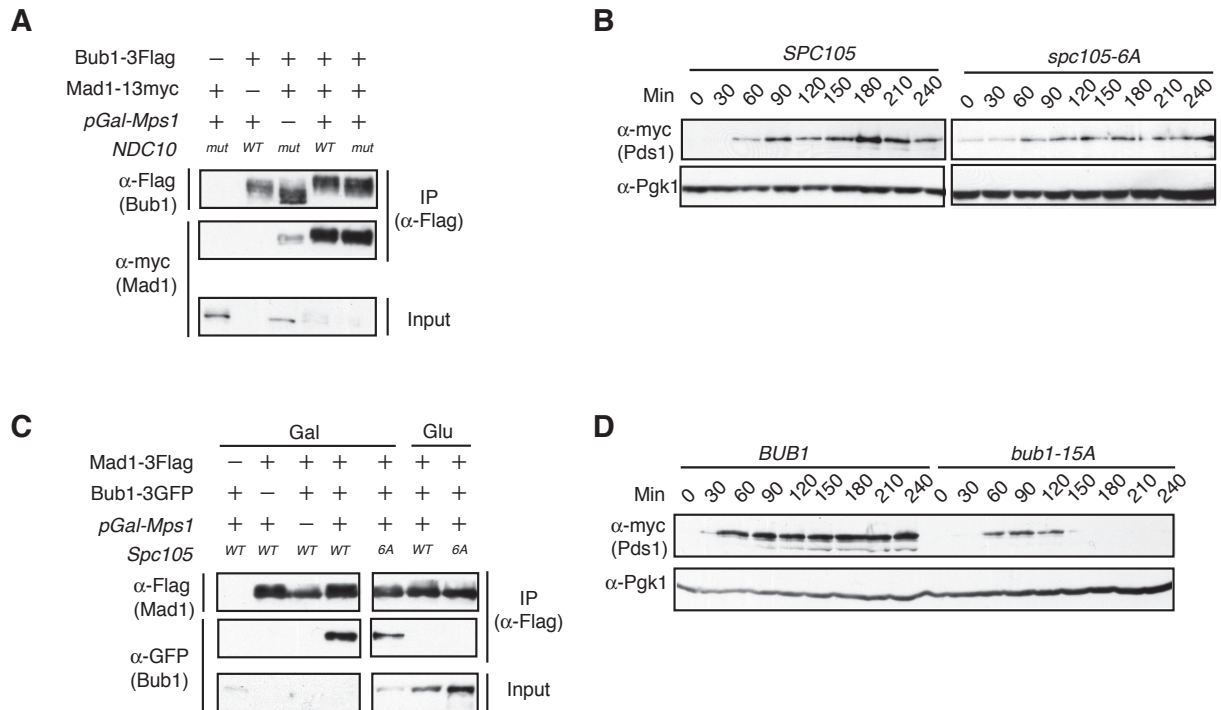 A
Bub1-3Flag − + + + +
Mad1-13myc + − + + +
pGal-Mps1 + + − + +
NDC10 mut WT mut WT mut
α-Flag
(Bub1)
IP
(α-Flag)
α-myc
(Mad1)
Input
B
SPC105 spc105-6A
Min 0 30 60 90 120 150 180 210 240 0 30 60 90 120 150 180 210 240
α-myc
(Pds1)
α-Pgk1
C
Gal Glu
Mad1-3Flag − + + + + + +
Bub1-3GFP + − + + + + +
pGal-Mps1 + + − + + + +
Spc105 WT WT WT WT 6A WT 6A
α-Flag
(Mad1)
IP
(α-Flag)
α-GFP
(Bub1)
Input
D
BUB1 bub1-15A
Min 0 30 60 90 120 150 180 210 240 0 30 60 90 120 150 180 210 240
α-myc
(Pds1)
α-Pgk1